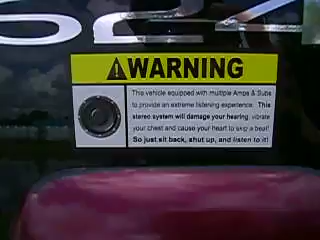 527
WARNING
This vehicle equipped with multiple Amps & Subs
to provide an extreme listening experience. This
stereo system will damage your hearing, vibrate
your chest and cause your heart to skip a beat!
So just sit back, shut up, and listen to it!